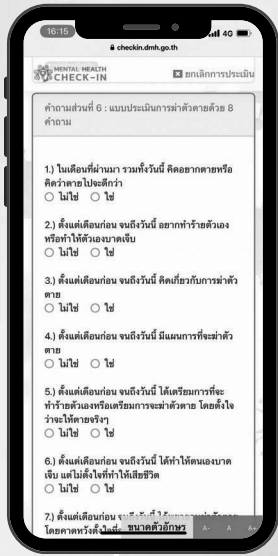 16:15
4G
checkin.dmh.go.th
MENTAL HEALTH
CHECK-IN
ยกเลิกการประเมิน
คำถามส่วนที่ 6 : แบบประเมินการฆ่าตัวตายด้วย 8
คำถาม
1.) ในเดือนที่ผ่านมา รวมทั้งวันนี้ คิดอยากตายหรือ
คิดว่าตายไปจะดีกว่า
ไม่ใช่ ใช่
2.) ตั้งแต่เดือนก่อน จนถึงวันนี้ อยากทำร้ายตัวเอง
หรือทำให้ตัวเองบาดเจ็บ
ไม่ใช่ ใช่
3.) ตั้งแต่เดือนก่อน จนถึงวันนี้ คิดเกี่ยวกับการฆ่าตัว
ตาย
ไม่ใช่ ใช่
4.) ตั้งแต่เดือนก่อน จนถึงวันนี้ มีแผนการที่จะฆ่าตัว
ตาย
ไม่ใช่ ใช่
5.) ตั้งแต่เดือนก่อน จนถึงวันนี้ ได้เตรียมการที่จะ
ทำร้ายตัวเองหรือเตรียมการจะฆ่าตัวตาย โดยตั้งใจ
ว่าจะให้ตายจริงๆ
ไม่ใช่ ใช่
6.) ตั้งแต่เดือนก่อน จนถึงวันนี้ ได้ทำให้ตนเองบาด
เจ็บ แต่ไม่ตั้งใจที่ทำให้เสียชีวิต
ไม่ใช่ ใช่
7.) ตั้งแต่เดือนก่อน
โดยคาดหวัง ขนาดตัวอักษร A- A A+